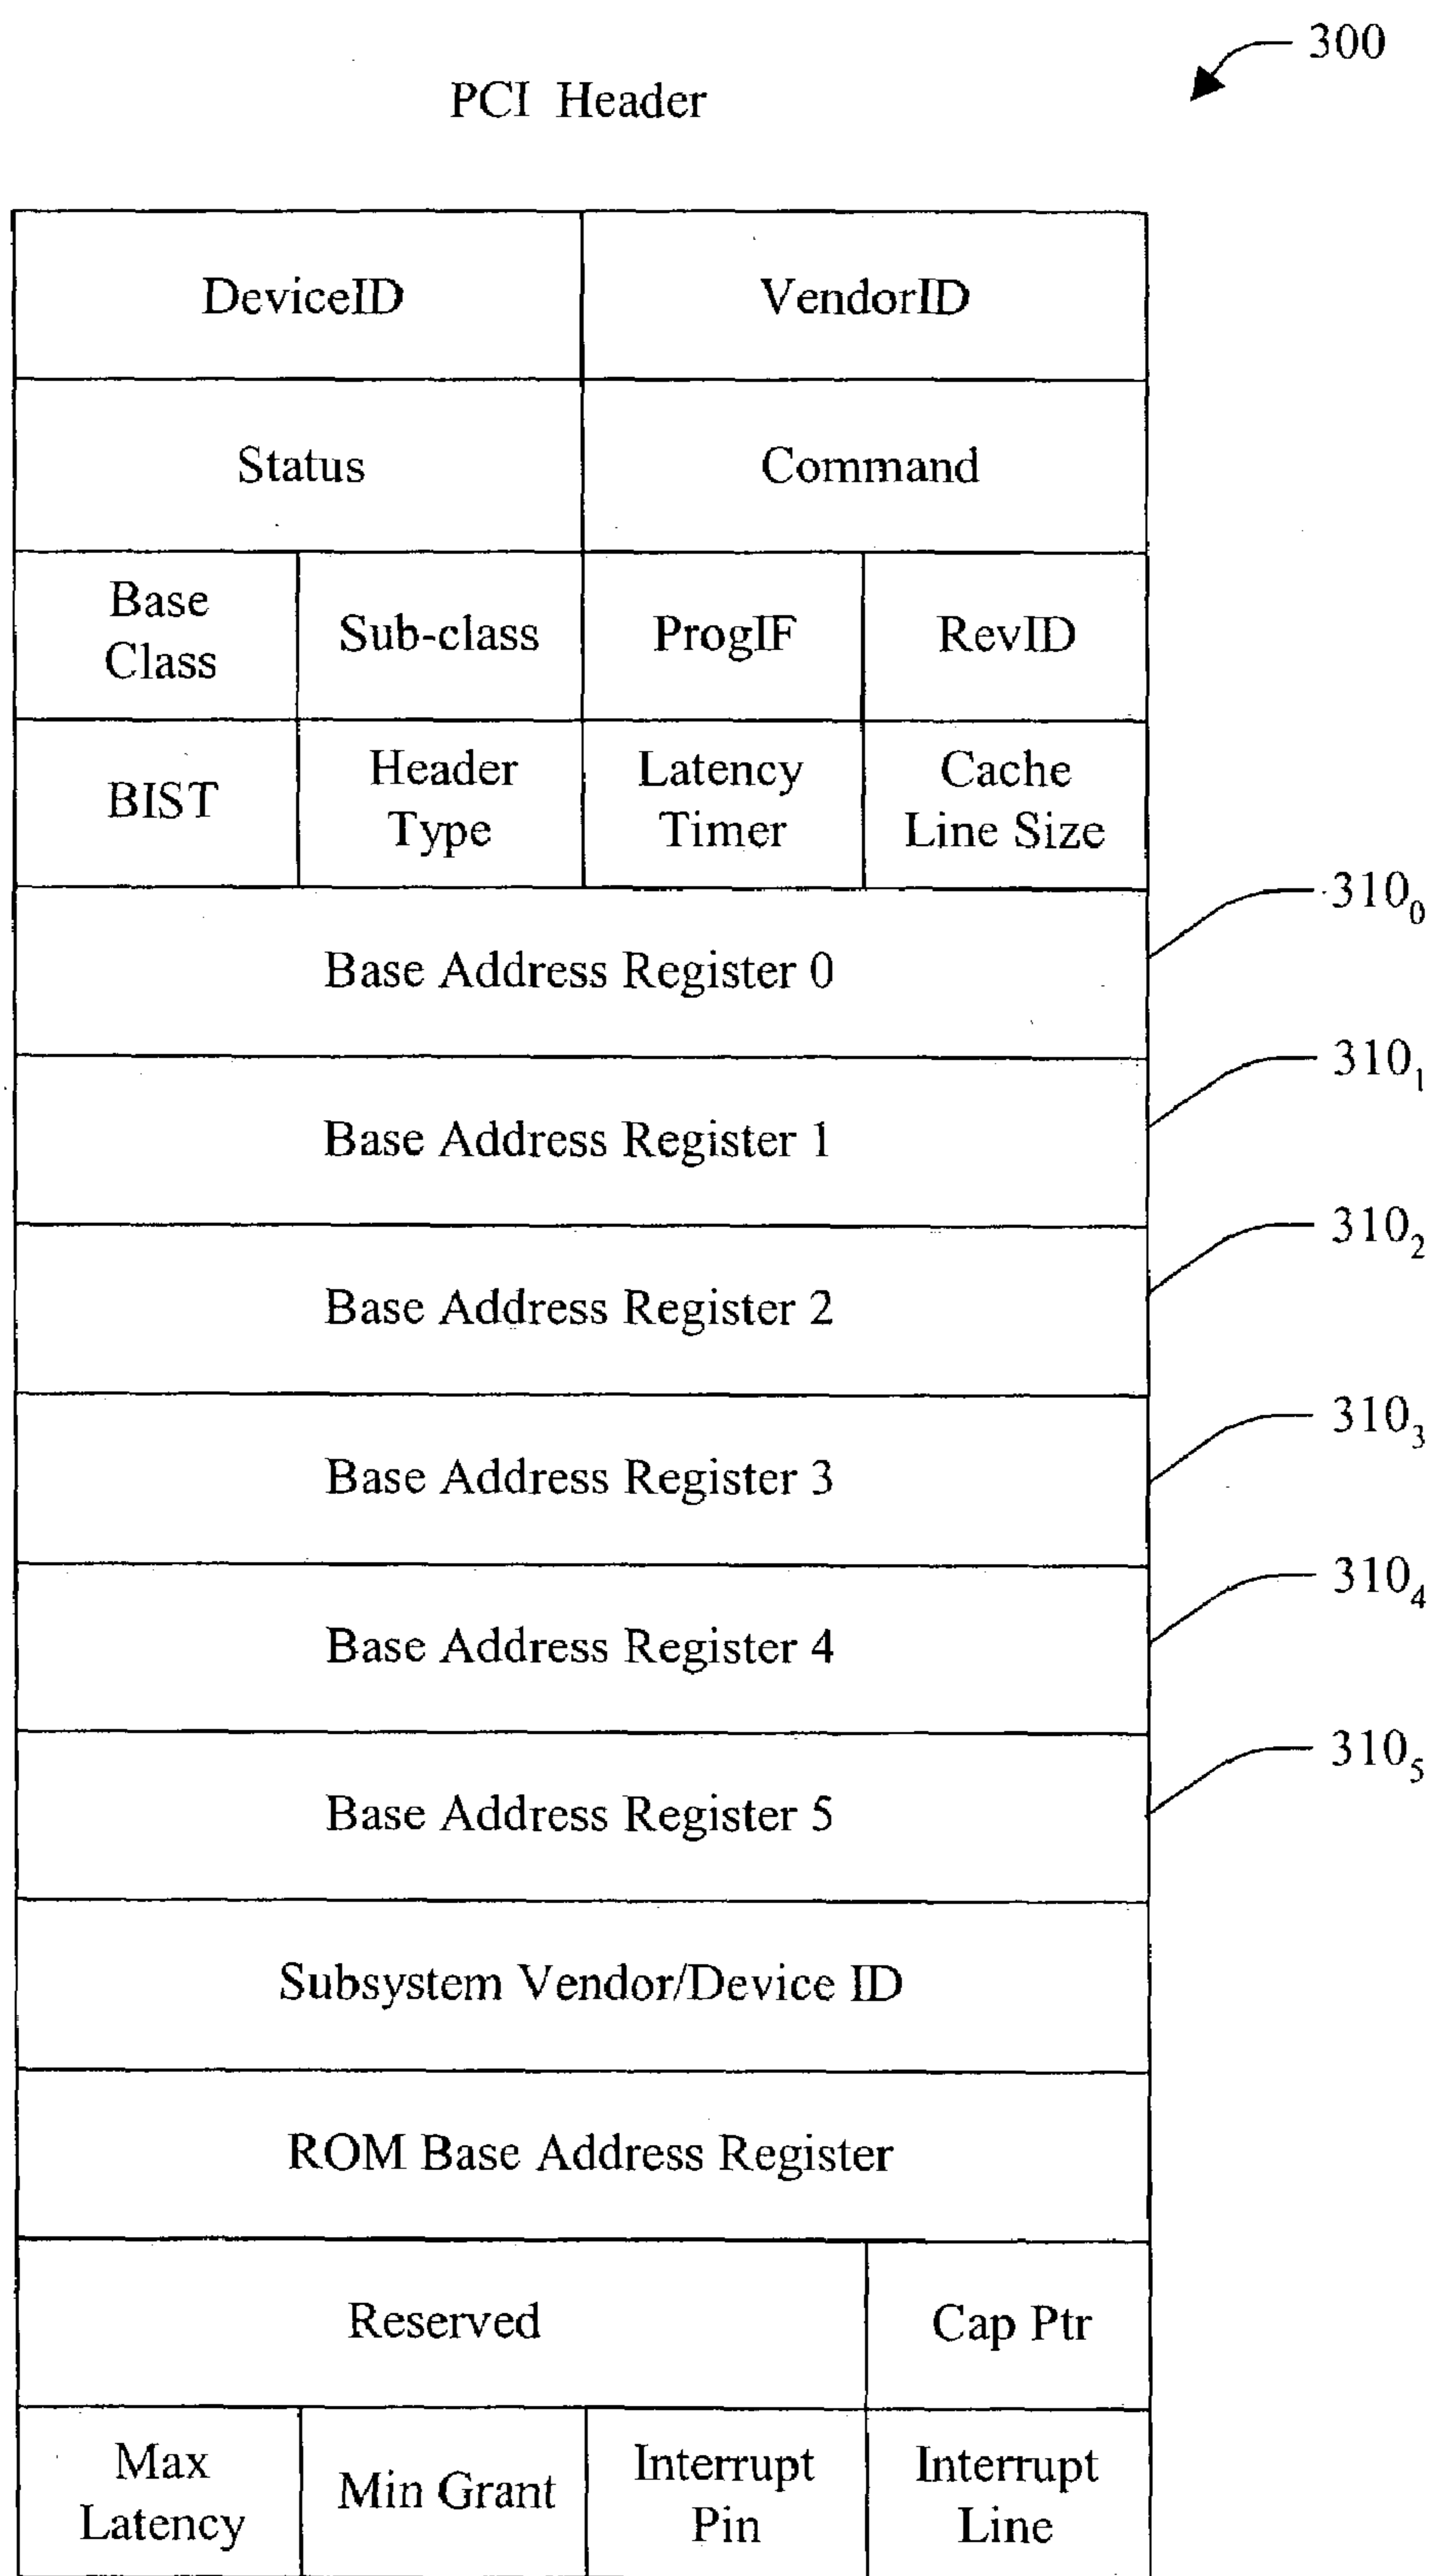 300
PCI Header
DeviceID
VendorID
Status
Command
Base
Class
Sub-class
ProgIF
RevID
BIST
Header
Type
Latency
Timer
Cache
Line Size
Base Address Register 0
310₀
Base Address Register 1
310₁
Base Address Register 2
310₂
Base Address Register 3
310₃
Base Address Register 4
310₄
Base Address Register 5
310₅
Subsystem Vendor/Device ID
ROM Base Address Register
Reserved
Cap Ptr
Max
Latency
Min Grant
Interrupt
Pin
Interrupt
Line